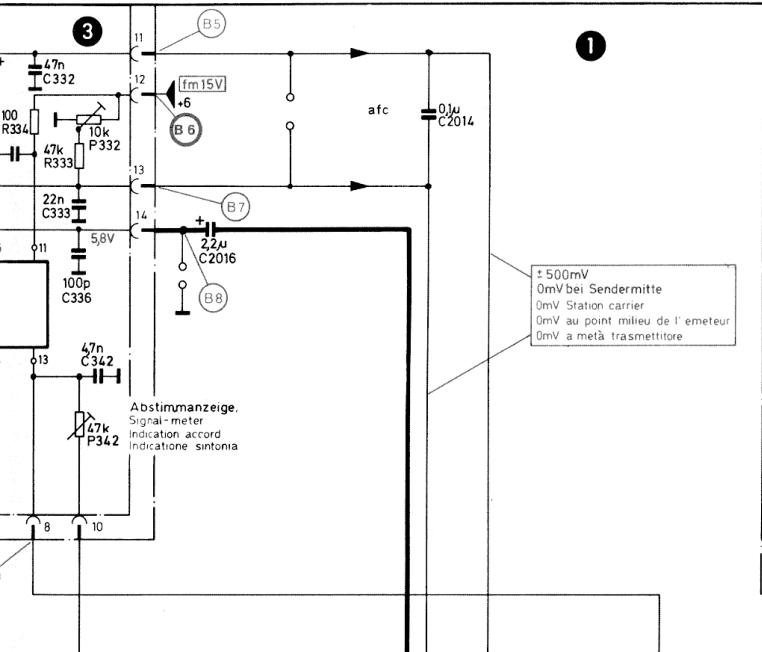 3
11
B5
1
47n
C332
12
fm15V
+6
100
R334
10k
P332
B6
afc
0,1µ
C2014
47k
R333
13
22n
C333
B7
14
5,8V
+
2,2µ
C2016
11
100p
C336
B8
± 500mV
0mV bei Sendermitte
0mV Station carrier
0mV au point milieu de l' emeteur
0mV a metà trasmettitore
13
4,7n
C342
47k
P342
Abstimmanzeige,
Signal-meter
Indication accord
Indicatione sintonia
8
10